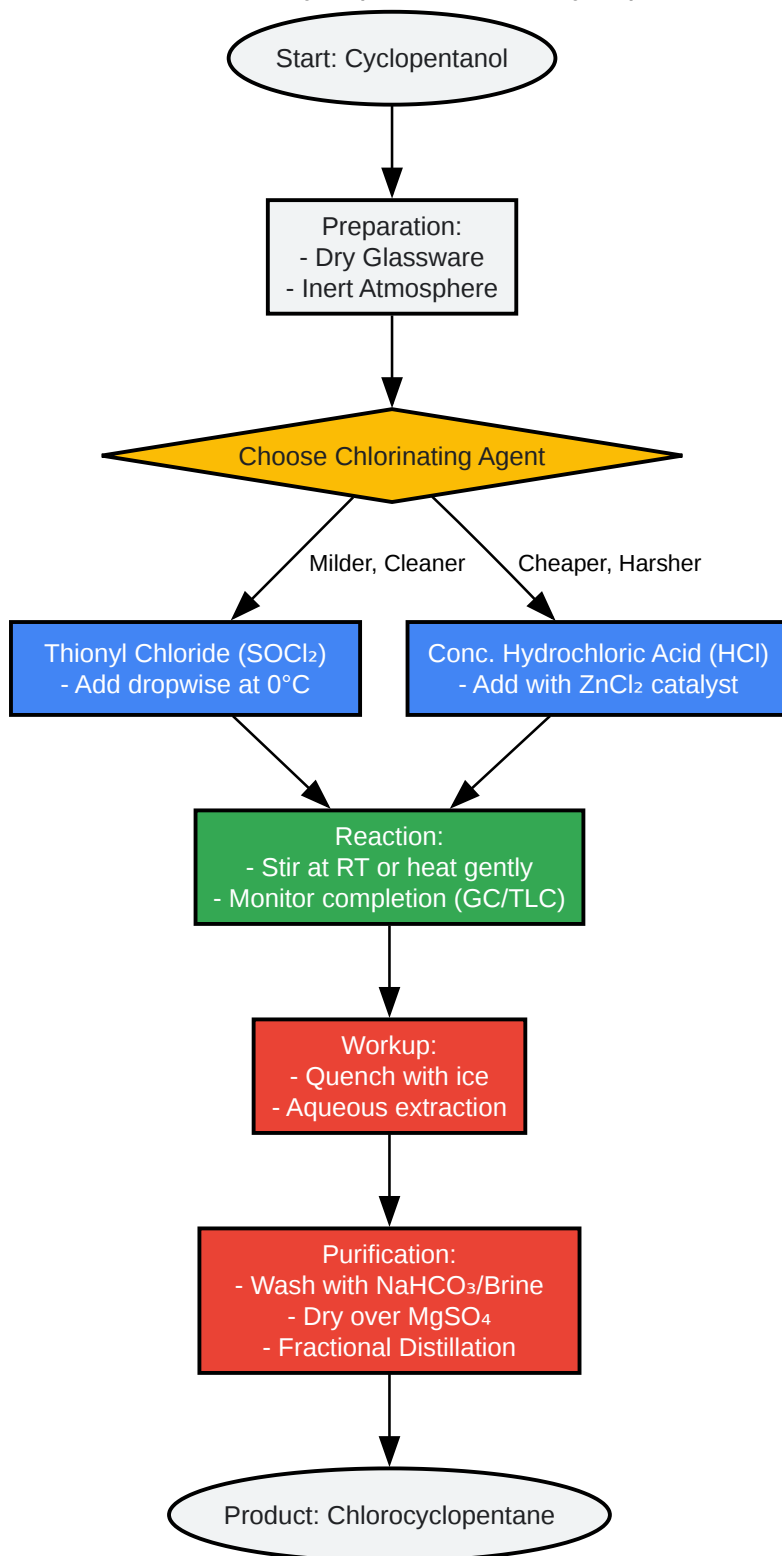 Start: Cyclopentanol
Preparation:
- Dry Glassware
- Inert Atmosphere
Choose Chlorinating Agent
Milder, Cleaner
Cheaper, Harsher
Thionyl Chloride (SOCl₂)
- Add dropwise at 0°C
Conc. Hydrochloric Acid (HCl)
- Add with ZnCl₂ catalyst
Reaction:
- Stir at RT or heat gently
- Monitor completion (GC/TLC)
Workup:
- Quench with ice
- Aqueous extraction
Purification:
- Wash with NaHCO₃/Brine
- Dry over MgSO₄
- Fractional Distillation
Product: Chlorocyclopentane